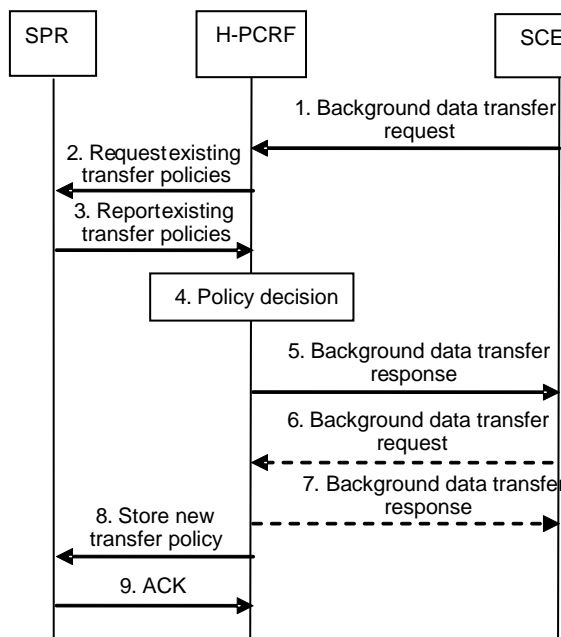 SPR
H-PCRF
SCE
1. Background data transfer
request
2. Request existing
transfer policies
3. Report existing
transfer policies
4. Policy decision
5. Background data transfer
response
6. Background data transfer
request
7. Background data transfer
response
8. Store new
transfer policy
9. ACK